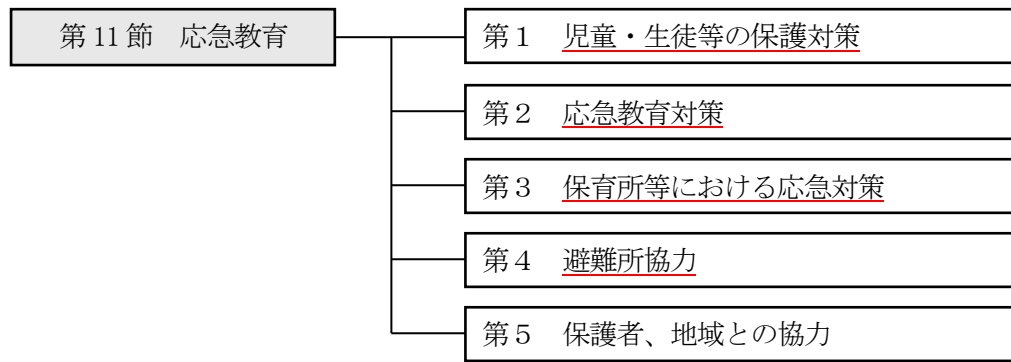 第11節　応急教育
第１　児童・生徒等の保護対策
第２　応急教育対策
第３　保育所等における応急対策
第４　避難所協力
第５　保護者、地域との協力